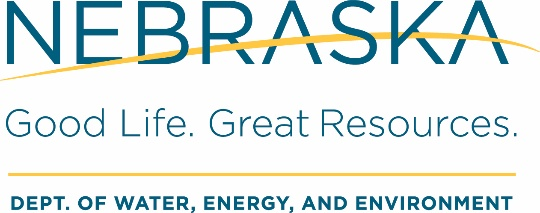 NEBRASKA
Good Life. Great Resources.
DEPT. OF WATER, ENERGY, AND ENVIRONMENT